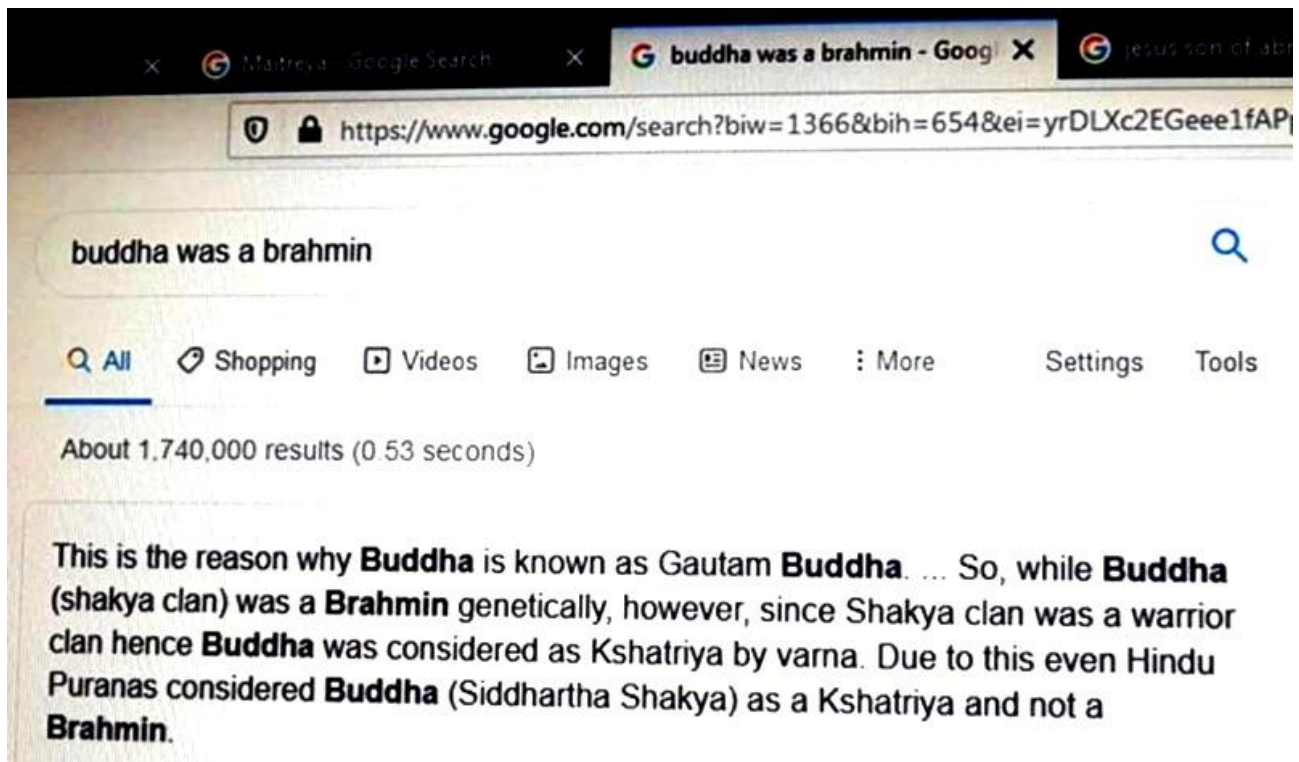 Maitreya - Google Search
buddha was a brahmin - Googl
jesus son of abr
https://www.google.com/search?biw=1366&bih=654&ei=yrDLXc2EGeee1fAP
buddha was a brahmin
All Shopping Videos Images News More Settings Tools
About 1,740,000 results (0.53 seconds)
This is the reason why Buddha is known as Gautam Buddha. ... So, while Buddha
(shakya clan) was a Brahmin genetically, however, since Shakya clan was a warrior
clan hence Buddha was considered as Kshatriya by varna. Due to this even Hindu
Puranas considered Buddha (Siddhartha Shakya) as a Kshatriya and not a
Brahmin.